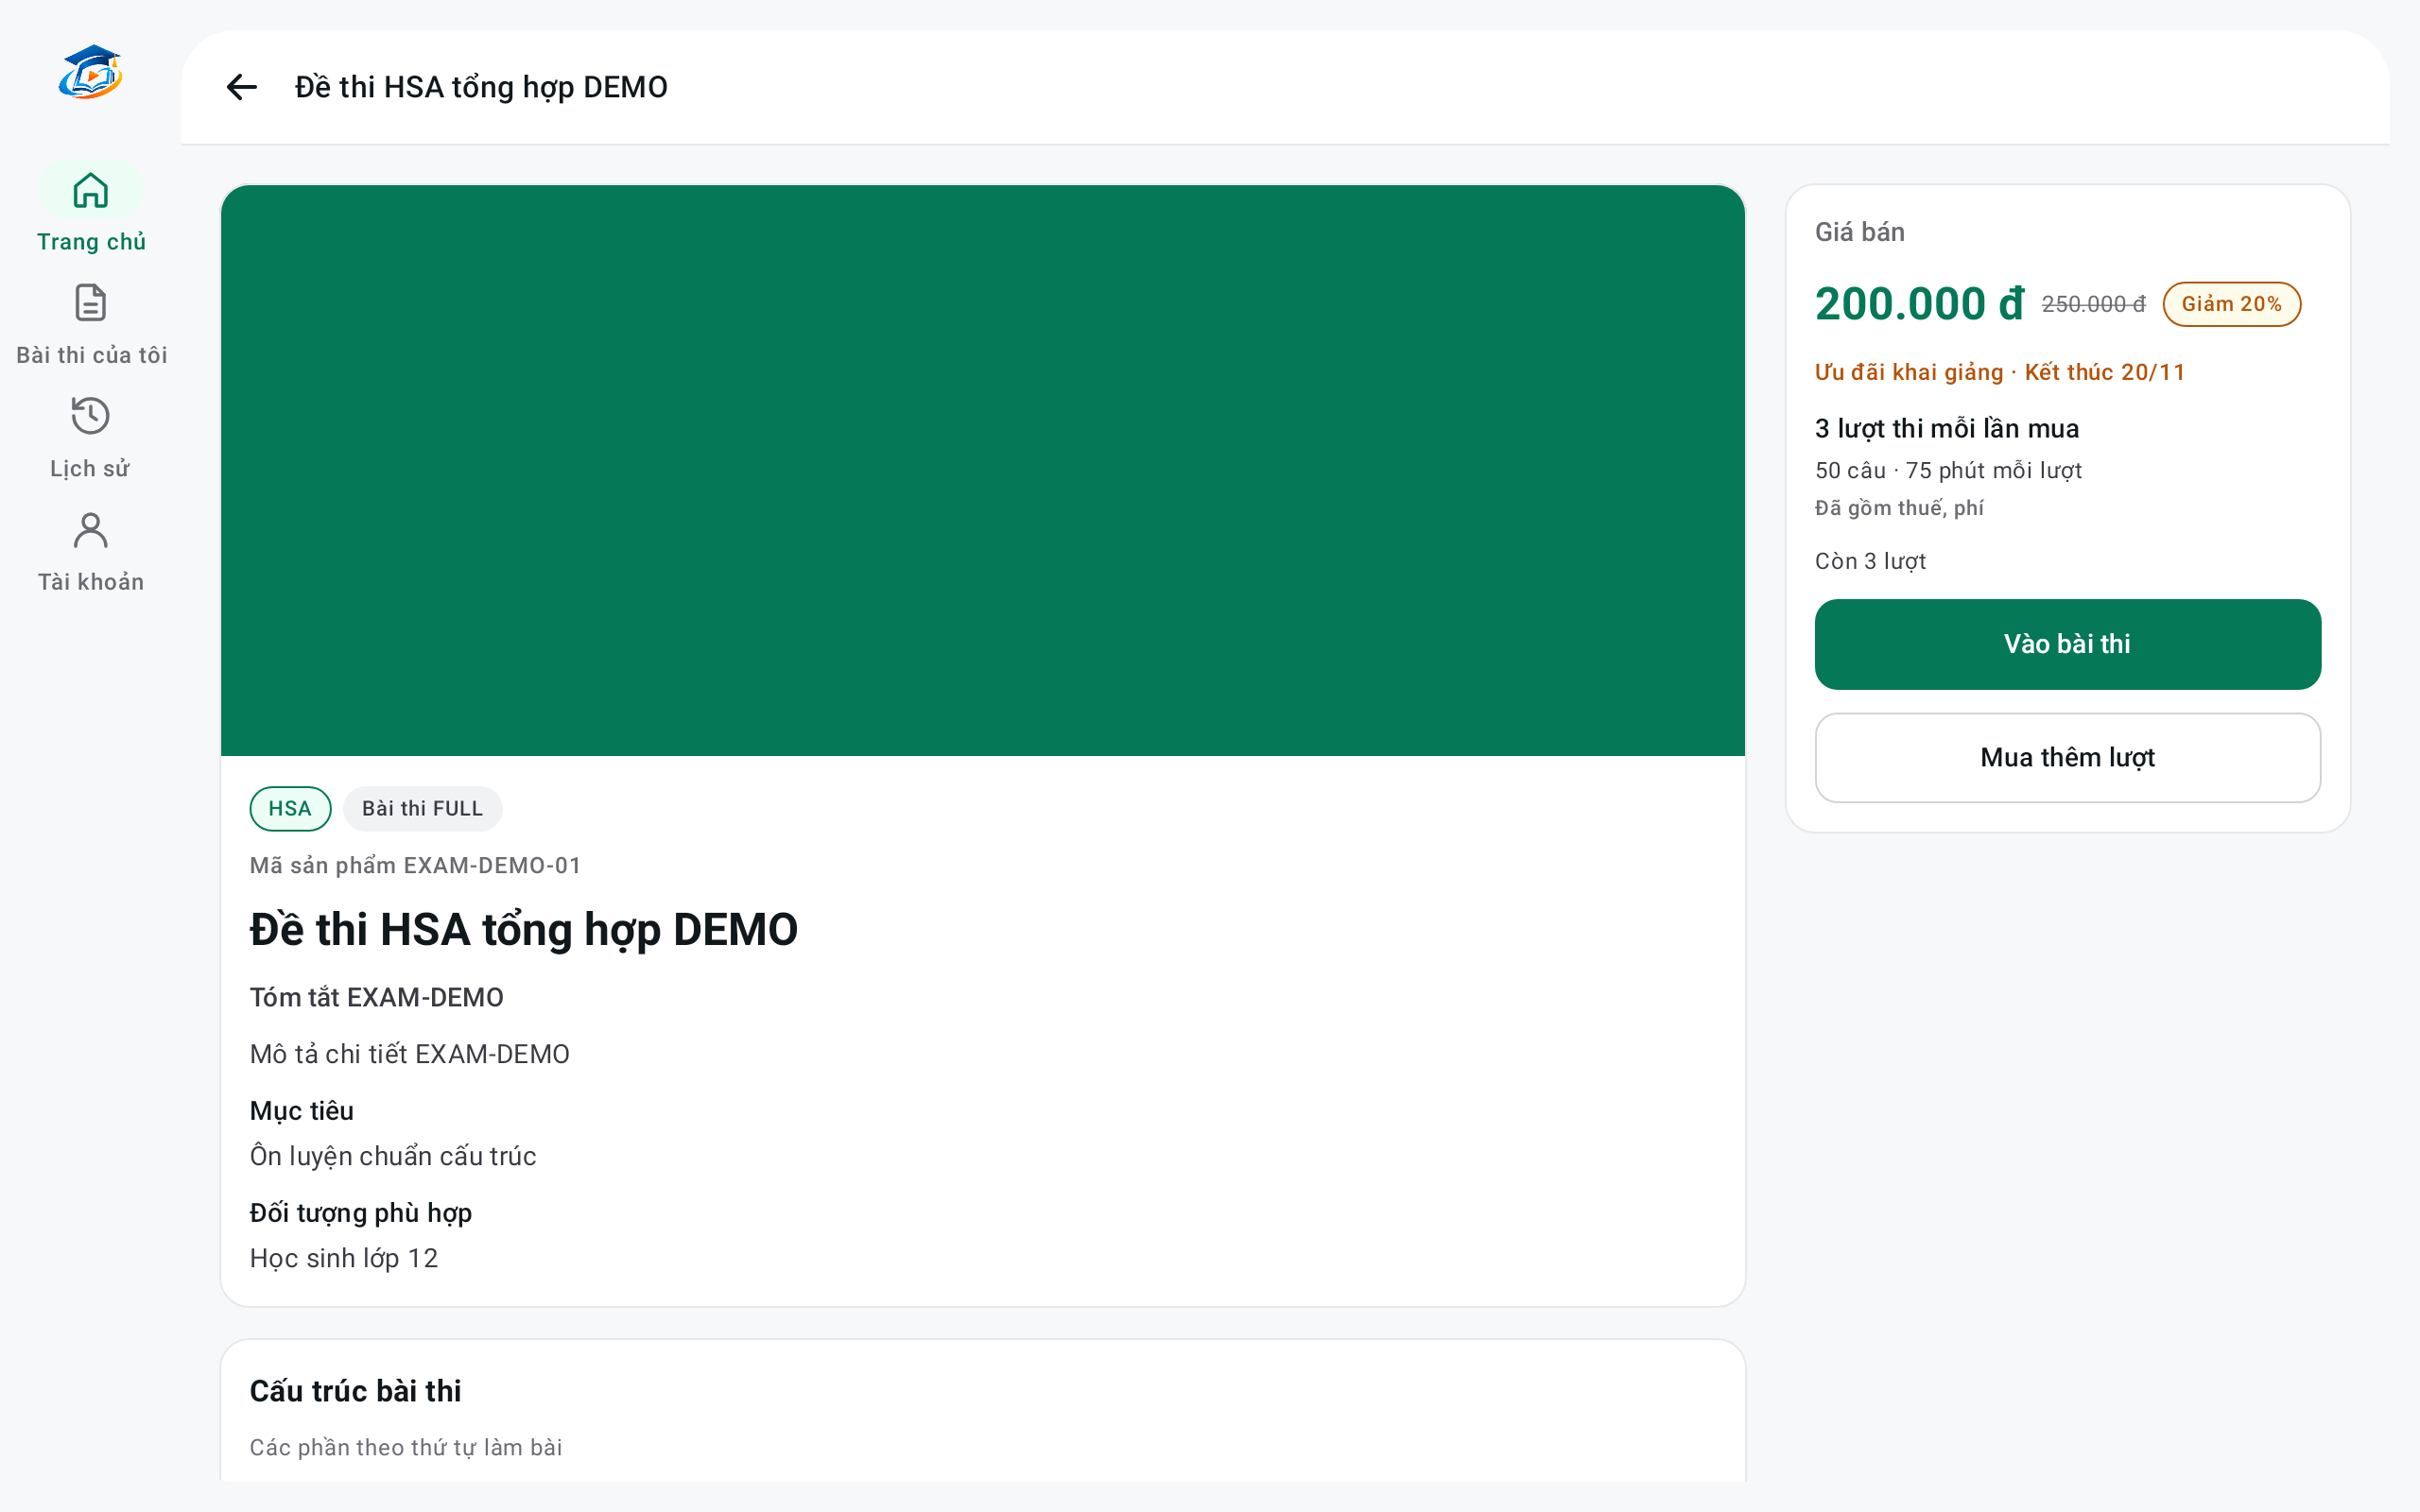 Đề thi HSA tổng hợp DEMO
Trang chủ
Bài thi của tôi
Lịch sử
Tài khoản
HSA
Bài thi FULL
Mã sản phẩm EXAM-DEMO-01
Đề thi HSA tổng hợp DEMO
Tóm tắt EXAM-DEMO
Mô tả chi tiết EXAM-DEMO
Mục tiêu
Ôn luyện chuẩn cấu trúc
Đối tượng phù hợp
Học sinh lớp 12
Cấu trúc bài thi
Các phần theo thứ tự làm bài
Giá bán
200.000 đ 250.000 đ Giảm 20%
Ưu đãi khai giảng · Kết thúc 20/11
3 lượt thi mỗi lần mua
50 câu · 75 phút mỗi lượt
Đã gồm thuế, phí
Còn 3 lượt
Vào bài thi
Mua thêm lượt